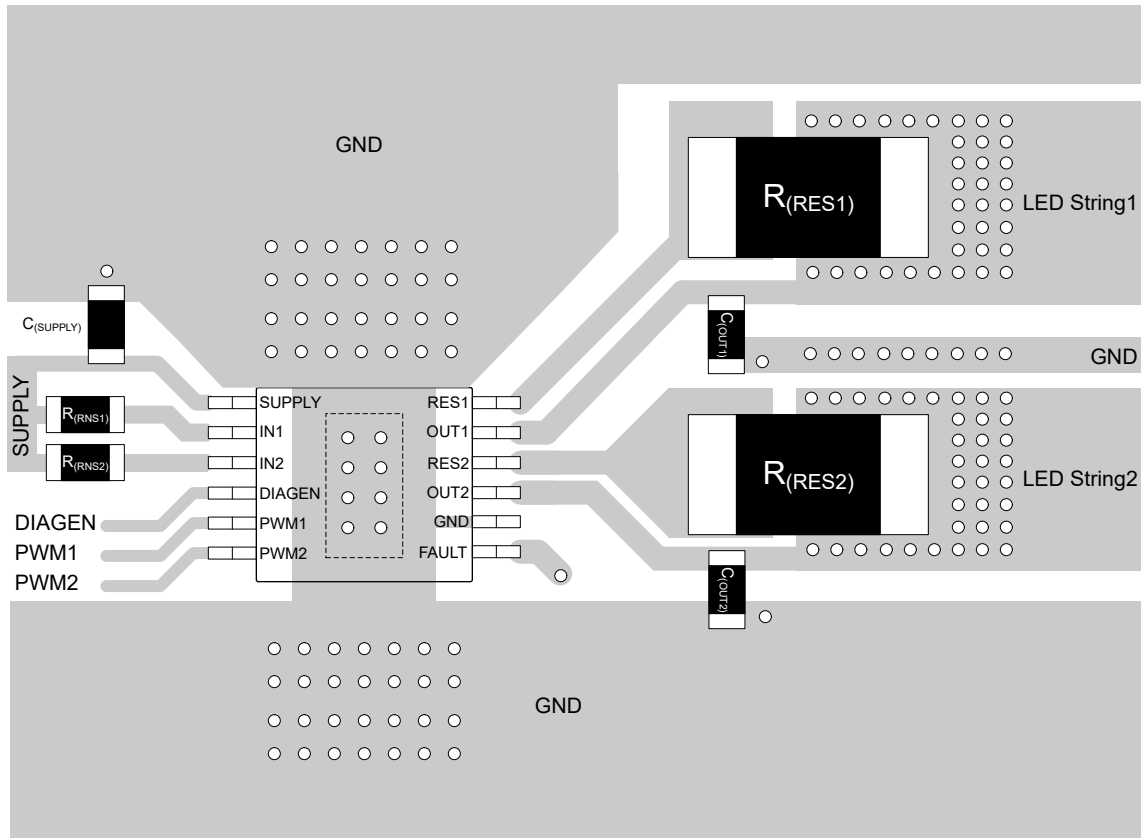 GND
R(RES1)
LED String1
C(SUPPLY)
C(OUT1)
GND
SUPPLY
R(RNS1)
R(RNS2)
SUPPLY
IN1
IN2
DIAGEN
PWM1
PWM2
RES1
OUT1
RES2
OUT2
GND
FAULT
R(RES2)
LED String2
DIAGEN
PWM1
PWM2
C(OUT2)
GND